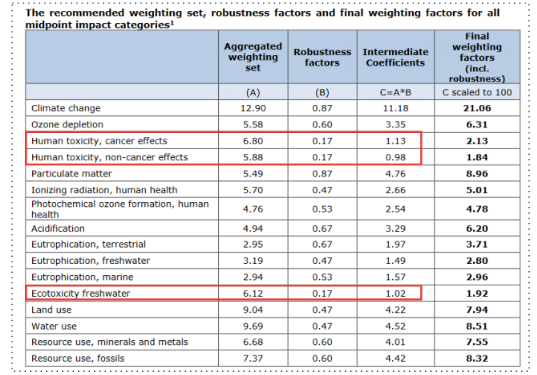 The recommended weighting set, robustness factors and final weighting factors for all
midpoint impact categories¹
Aggregated weighting set Robustness factors Intermediate Coefficients Final weighting factors (incl. robustness)
(A) (B) C=A*B C scaled to 100
Climate change 12.90 0.87 11.18 21.06
Ozone depletion 5.58 0.60 3.35 6.31
Human toxicity, cancer effects 6.80 0.17 1.13 2.13
Human toxicity, non-cancer effects 5.88 0.17 0.98 1.84
Particulate matter 5.49 0.87 4.76 8.96
Ionizing radiation, human health 5.70 0.47 2.66 5.01
Photochemical ozone formation, human health 4.76 0.53 2.54 4.78
Acidification 4.94 0.67 3.29 6.20
Eutrophication, terrestrial 2.95 0.67 1.97 3.71
Eutrophication, freshwater 3.19 0.47 1.49 2.80
Eutrophication, marine 2.94 0.53 1.57 2.96
Ecotoxicity freshwater 6.12 0.17 1.02 1.92
Land use 9.04 0.47 4.22 7.94
Water use 9.69 0.47 4.52 8.51
Resource use, minerals and metals 6.68 0.60 4.01 7.55
Resource use, fossils 7.37 0.60 4.42 8.32